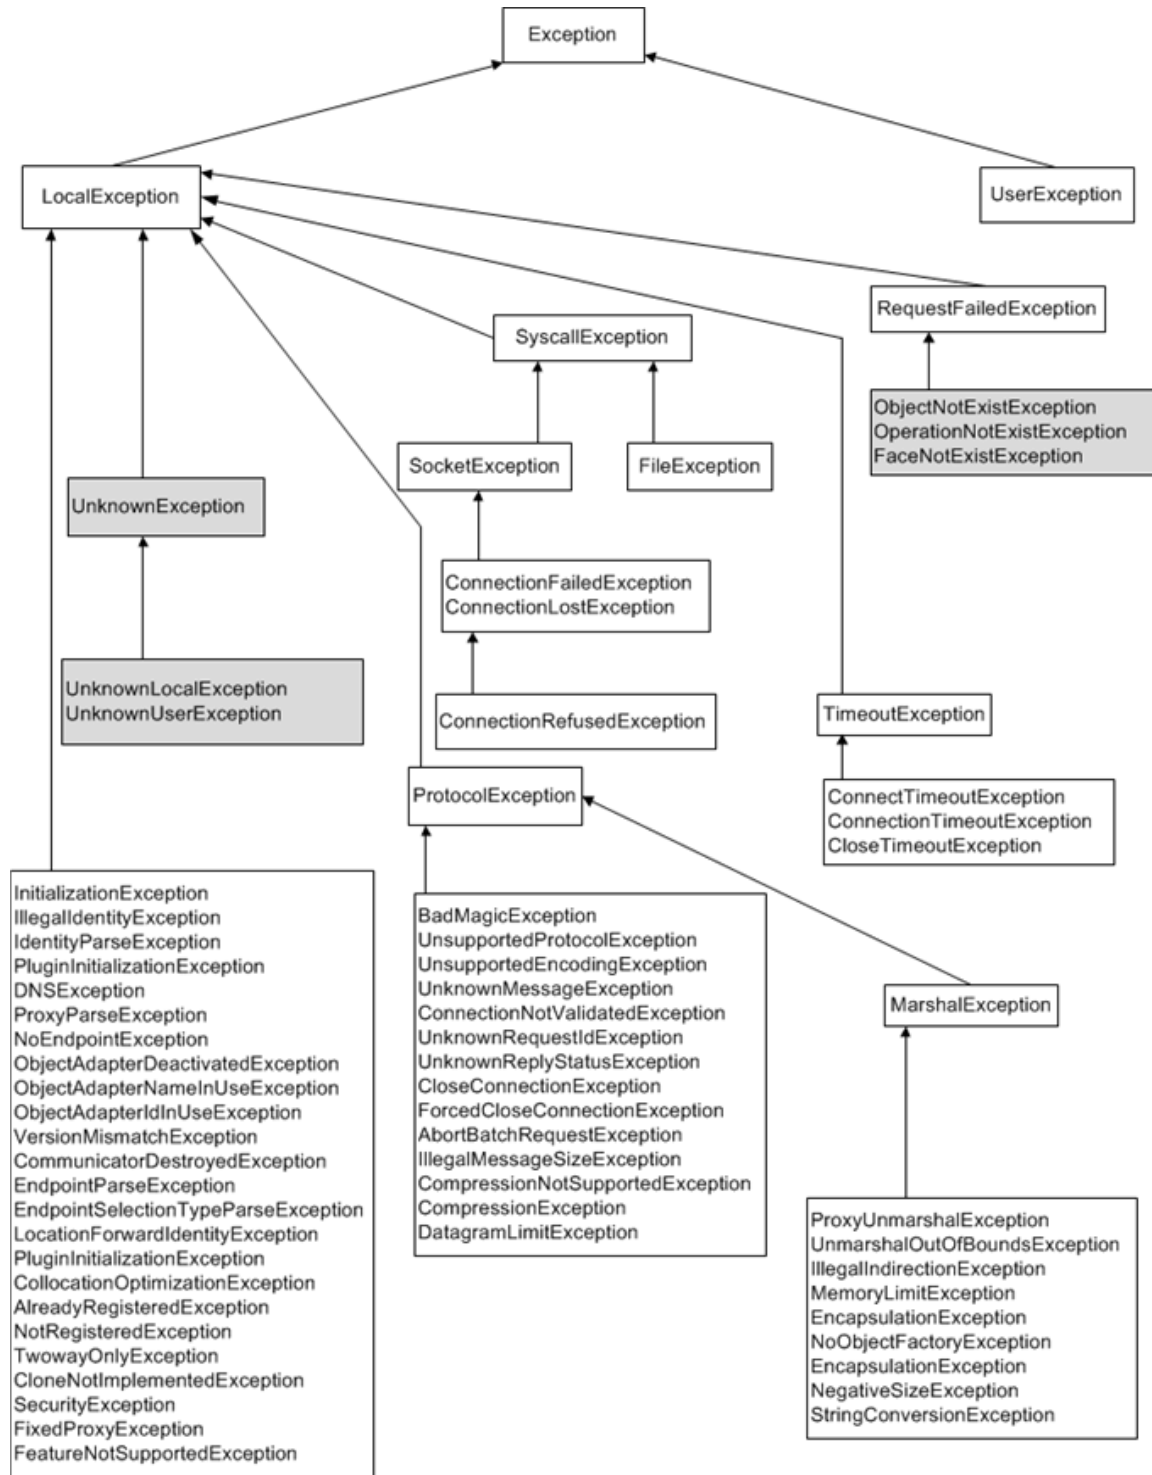 Exception
LocalException
UserException
RequestFailedException
SyscallException
ObjectNotExistException
OperationNotExistException
FaceNotExistException
SocketException
FileException
UnknownException
ConnectionFailedException
ConnectionLostException
UnknownLocalException
UnknownUserException
ConnectionRefusedException
TimeoutException
ProtocolException
ConnectTimeoutException
ConnectionTimeoutException
CloseTimeoutException
InitializationException
IllegalIdentityException
IdentityParseException
PluginInitializationException
DNSException
ProxyParseException
NoEndpointException
ObjectAdapterDeactivatedException
ObjectAdapterNameInUseException
ObjectAdapterIdInUseException
VersionMismatchException
CommunicatorDestroyedException
EndpointParseException
EndpointSelectionTypeParseException
LocationForwardIdentityException
PluginInitializationException
CollocationOptimizationException
AlreadyRegisteredException
NotRegisteredException
TwowayOnlyException
CloneNotImplementedException
SecurityException
FixedProxyException
FeatureNotSupportedException
BadMagicException
UnsupportedProtocolException
UnsupportedEncodingException
UnknownMessageException
ConnectionNotValidatedException
UnknownRequestIdException
UnknownReplyStatusException
CloseConnectionException
ForcedCloseConnectionException
AbortBatchRequestException
IllegalMessageSizeException
CompressionNotSupportedException
CompressionException
DatagramLimitException
MarshalException
ProxyUnmarshalException
UnmarshalOutOfBoundsException
IllegalIndirectionException
MemoryLimitException
EncapsulationException
NoObjectFactoryException
EncapsulationException
NegativeSizeException
StringConversionException